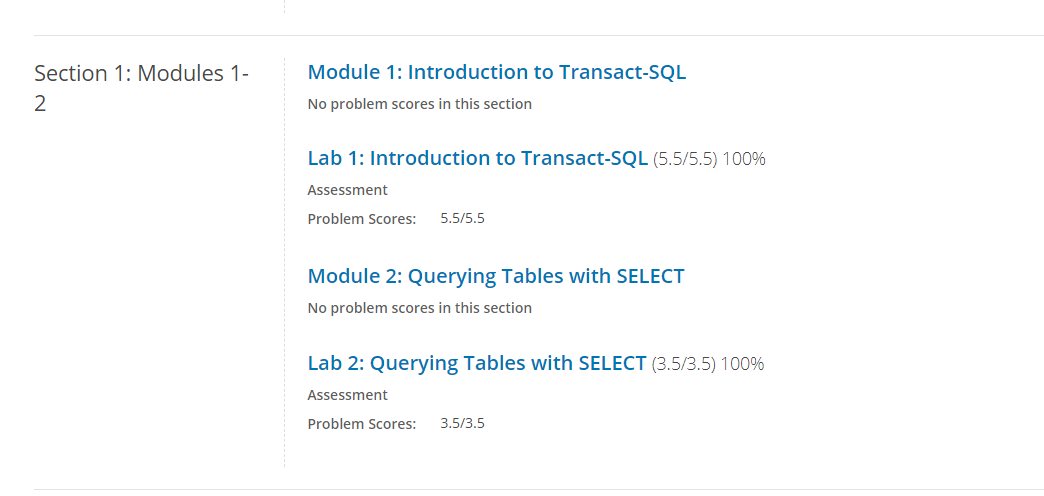 Section 1: Modules 1-
2
Module 1: Introduction to Transact-SQL
No problem scores in this section
Lab 1: Introduction to Transact-SQL (5.5/5.5) 100%
Assessment
Problem Scores: 5.5/5.5
Module 2: Querying Tables with SELECT
No problem scores in this section
Lab 2: Querying Tables with SELECT (3.5/3.5) 100%
Assessment
Problem Scores: 3.5/3.5